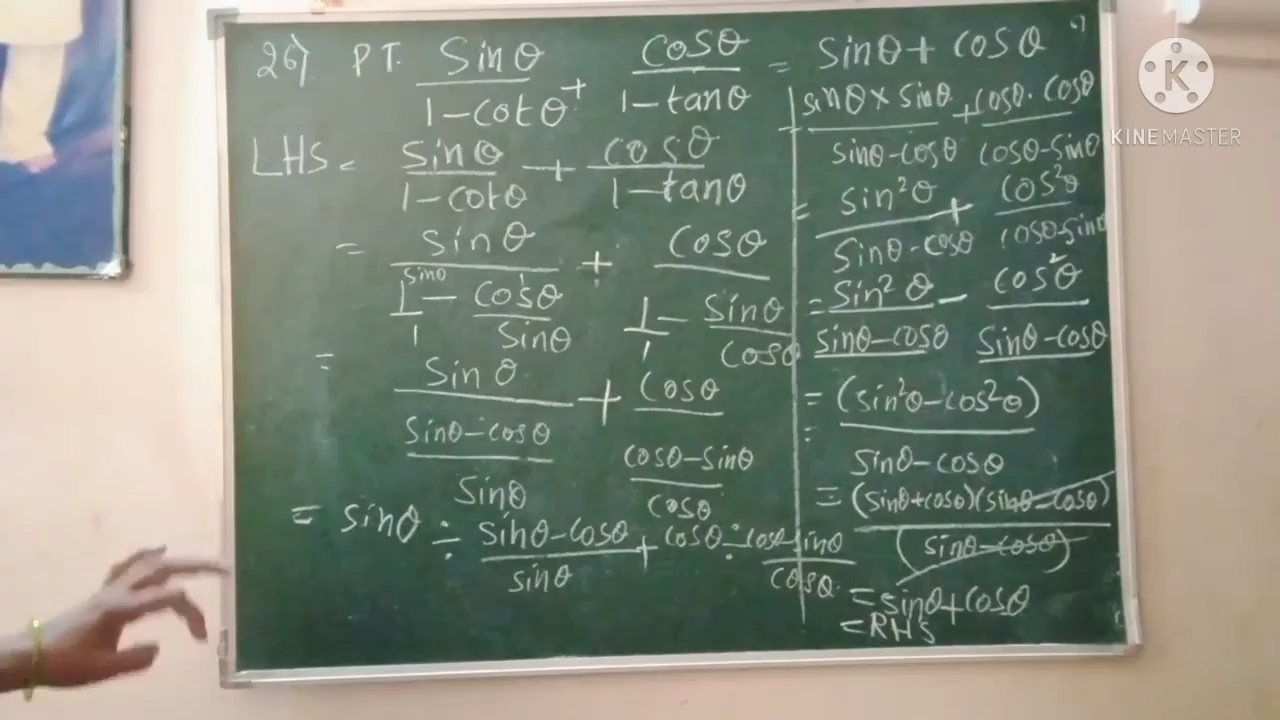 26) PT. Sinθ/1-cotθ + cosθ/1-tanθ = sinθ + cosθ
LHS = sinθ/1-cotθ + cosθ/1-tanθ
= sinθ/(1/1 - cosθ/sinθ) + cosθ/(1/1 - sinθ/cosθ)
= sinθ/(sinθ-cosθ/sinθ) + cosθ/(cosθ-sinθ/cosθ)
= sinθ ÷ sinθ-cosθ/sinθ + cosθ ÷ cosθ-sinθ/cosθ
= sinθ × sinθ/sinθ-cosθ + cosθ·cosθ/cosθ-sinθ
= sin²θ/sinθ-cosθ + cos²θ/cosθ-sinθ
= sin²θ/sinθ-cosθ - cos²θ/sinθ-cosθ
= (sin²θ-cos²θ)/sinθ-cosθ
= (sinθ+cosθ)(sinθ-cosθ)/(sinθ-cosθ)
= sinθ+cosθ
= RHS
KINEMASTER